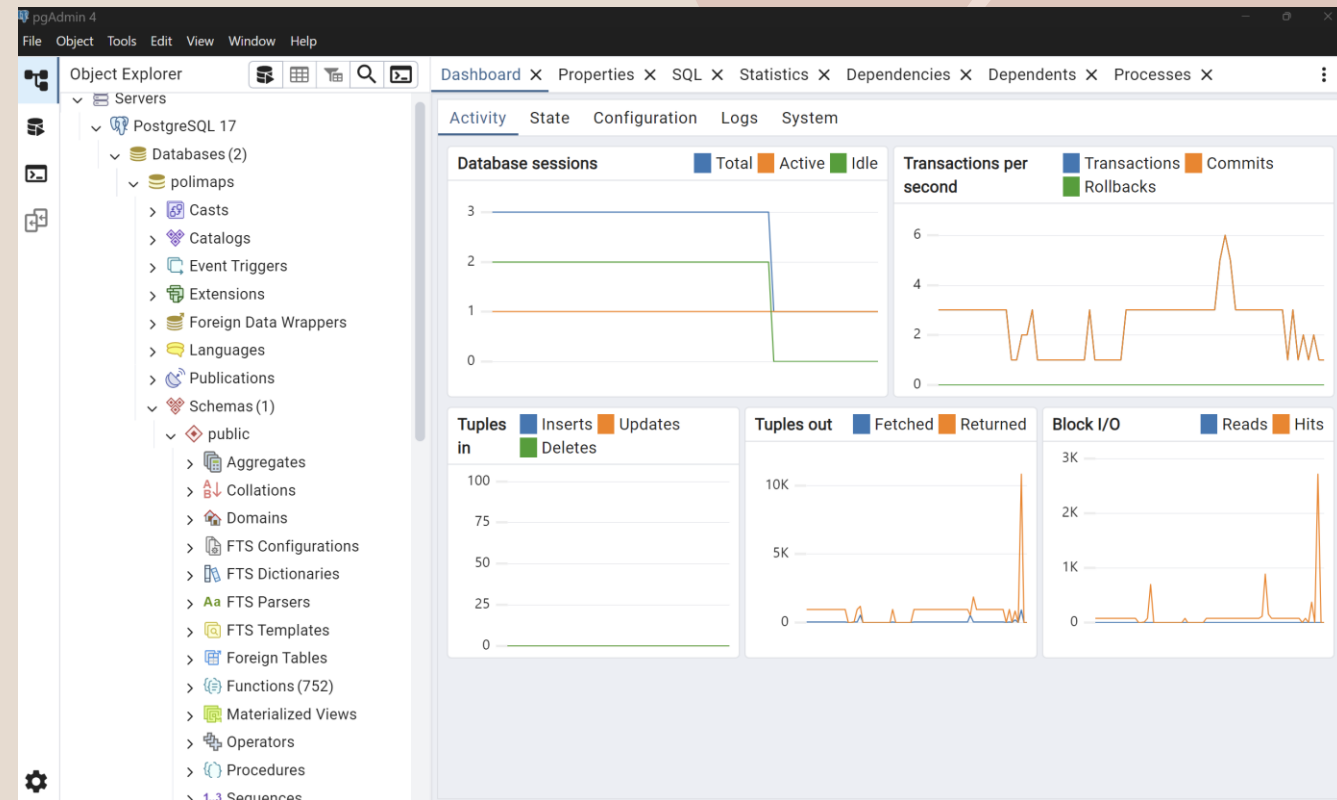 pgAdmin 4
File Object Tools Edit View Window Help
Object Explorer
Dashboard Properties SQL Statistics Dependencies Dependents Processes
Servers
PostgreSQL 17
Databases (2)
polimaps
Casts
Catalogs
Event Triggers
Extensions
Foreign Data Wrappers
Languages
Publications
Schemas (1)
public
Aggregates
Collations
Domains
FTS Configurations
FTS Dictionaries
Aa FTS Parsers
FTS Templates
Foreign Tables
Functions (752)
Materialized Views
Operators
Procedures
1..3 Sequences
Activity State Configuration Logs System
Database sessions
Total Active Idle
3
2
1
0
Transactions per
second
Transactions Commits
Rollbacks
6
4
2
0
Tuples
in
Inserts Updates
Deletes
100
75
50
25
0
Tuples out
Fetched Returned
10K
5K
0
Block I/O
Reads Hits
3K
2K
1K
0